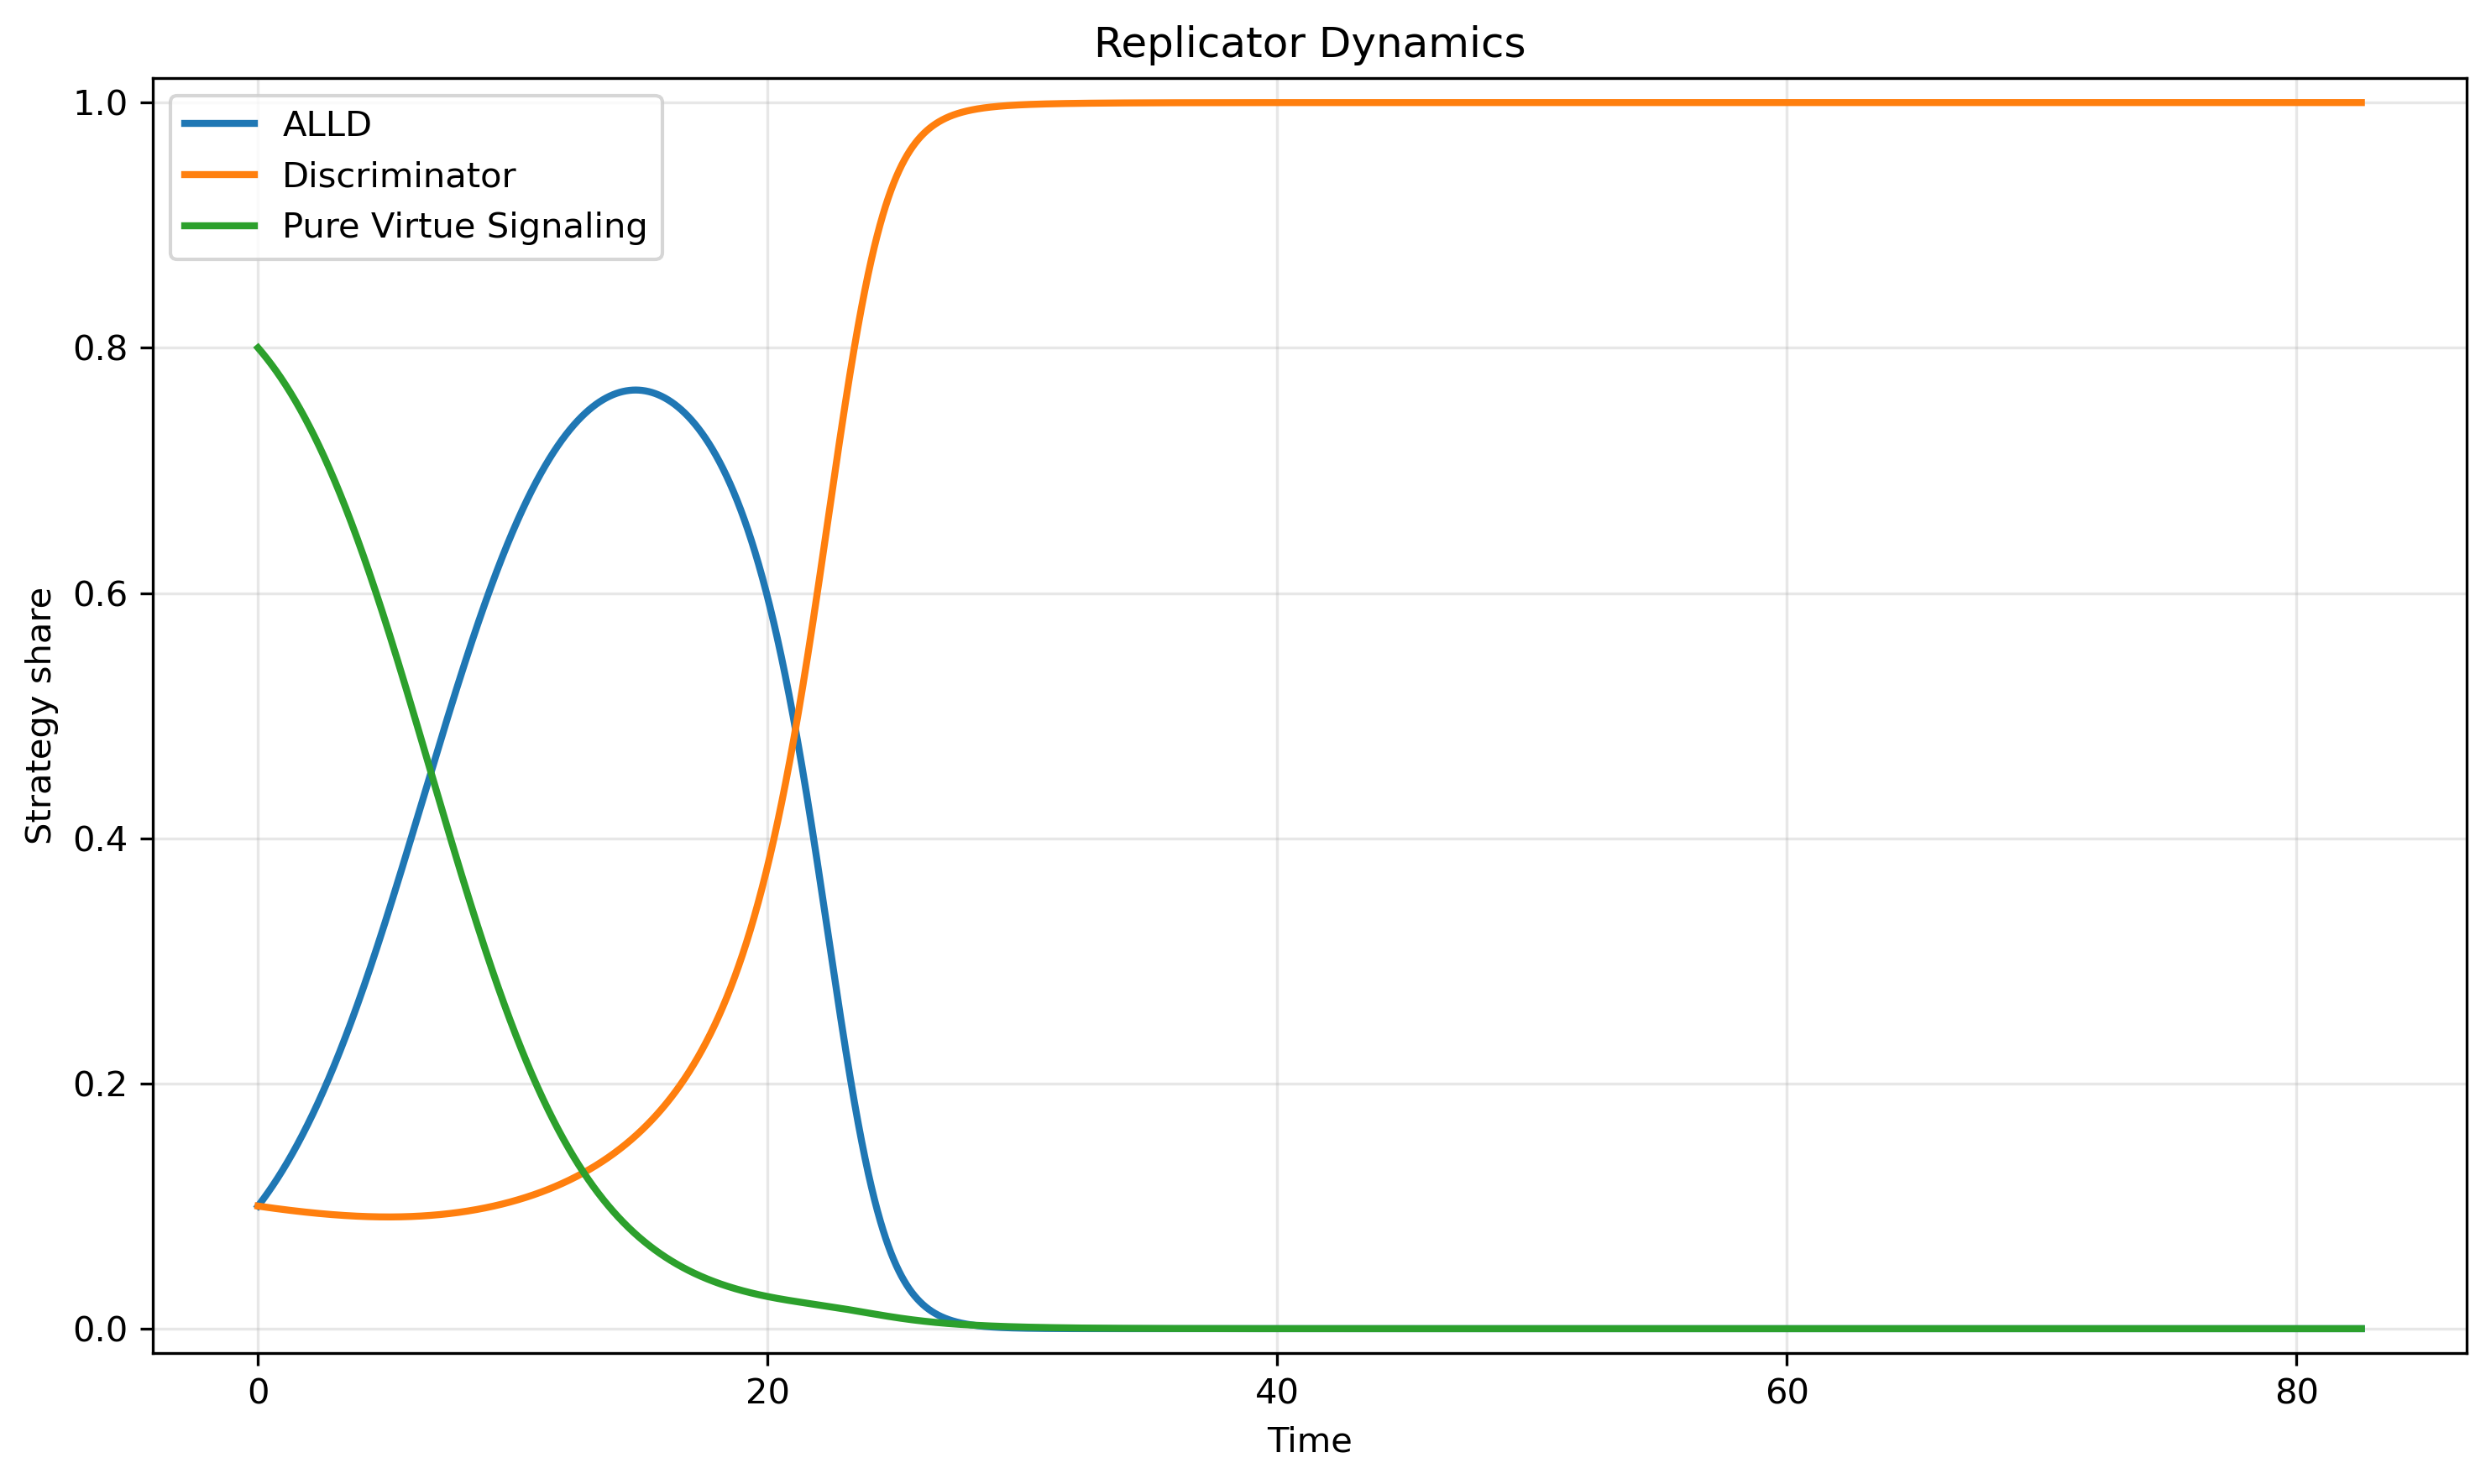 Replicator Dynamics
ALLD
Discriminator
Pure Virtue Signaling
Strategy share
1.0
0.8
0.6
0.4
0.2
0.0
0 20 40 60 80
Time